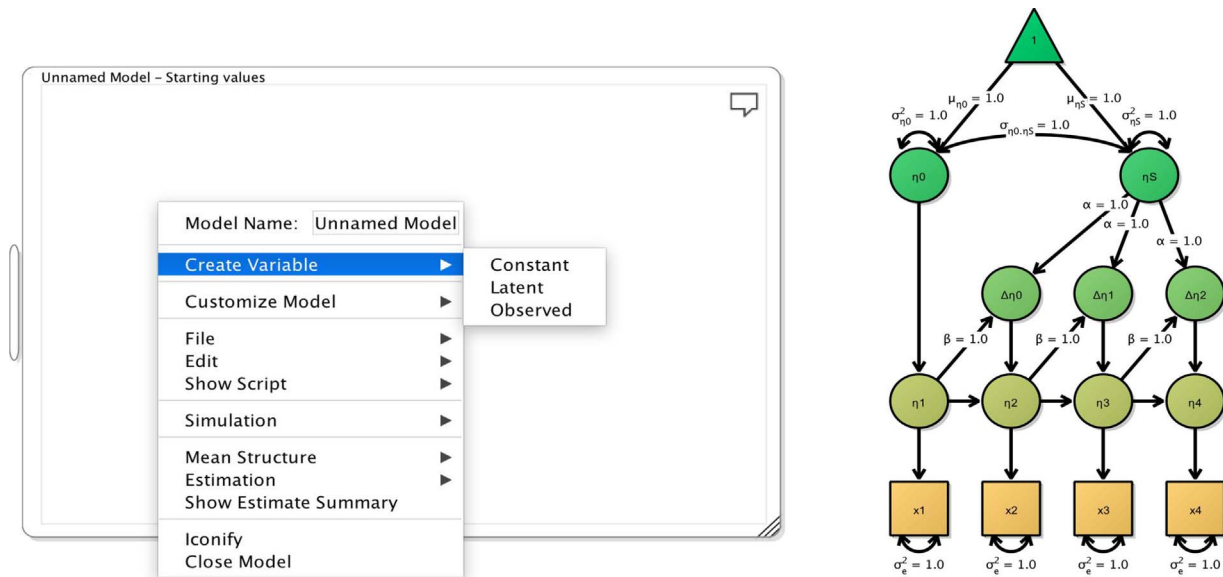 Unnamed Model – Starting values
Model Name: Unnamed Model
Create Variable
Constant
Latent
Observed
Customize Model
File
Edit
Show Script
Simulation
Mean Structure
Estimation
Show Estimate Summary
Iconify
Close Model
1
μη0 = 1.0
μηS = 1.0
σ²η0 = 1.0
ση0.ηS = 1.0
σ²ηS = 1.0
η0
ηS
α = 1.0
α = 1.0
α = 1.0
Δη0
Δη1
Δη2
β = 1.0
β = 1.0
β = 1.0
η1
η2
η3
η4
x1
x2
x3
x4
σ²e = 1.0
σ²e = 1.0
σ²e = 1.0
σ²e = 1.0